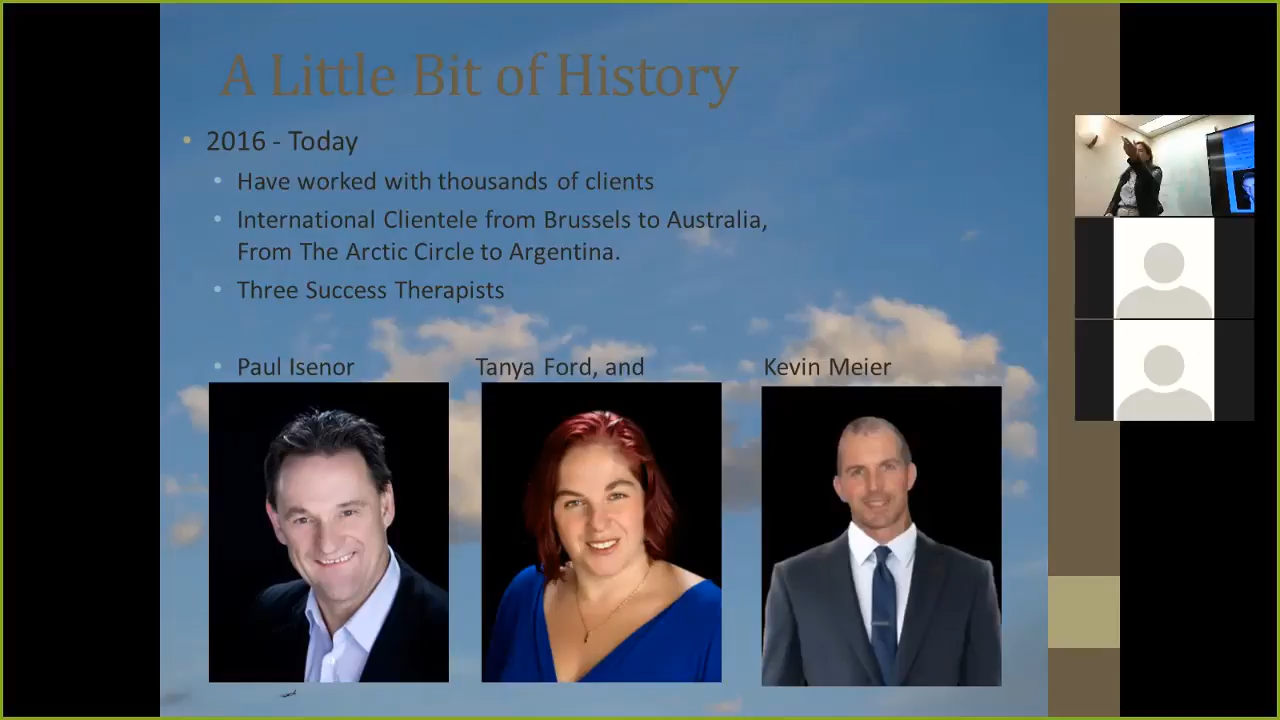 A Little Bit of History
2016 - Today
Have worked with thousands of clients
International Clientele from Brussels to Australia,
From The Arctic Circle to Argentina.
Three Success Therapists
Paul Isenor Tanya Ford, and Kevin Meier